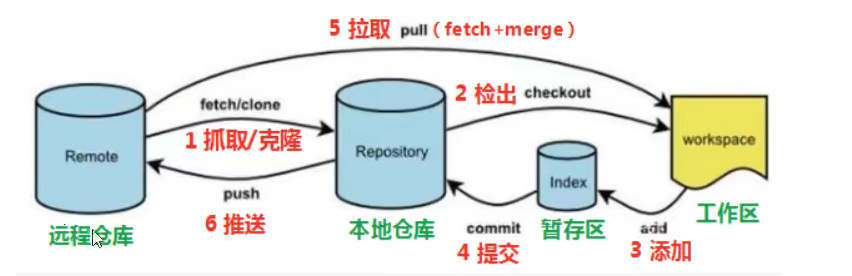 5 拉取 pull（fetch+merge）
fetch/clone
1 抓取/克隆
2 检出 checkout
Remote
Repository
workspace
Index
push
6 推送
远程仓库
本地仓库
commit
4 提交
暂存区
add
3 添加
工作区